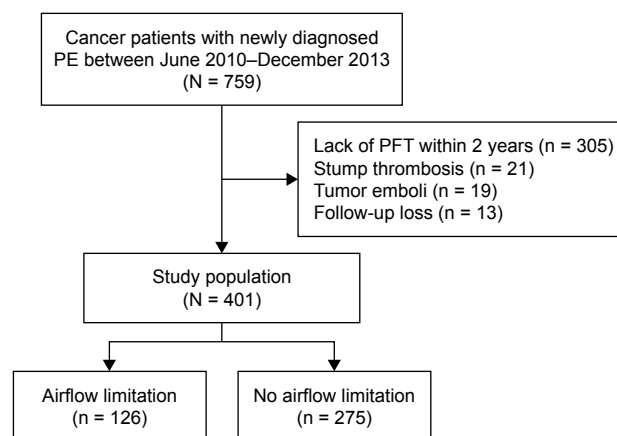 Cancer patients with newly diagnosed
PE between June 2010–December 2013
(N = 759)
Lack of PFT within 2 years (n = 305)
Stump thrombosis (n = 21)
Tumor emboli (n = 19)
Follow-up loss (n = 13)
Study population
(N = 401)
Airflow limitation
(n = 126)
No airflow limitation
(n = 275)